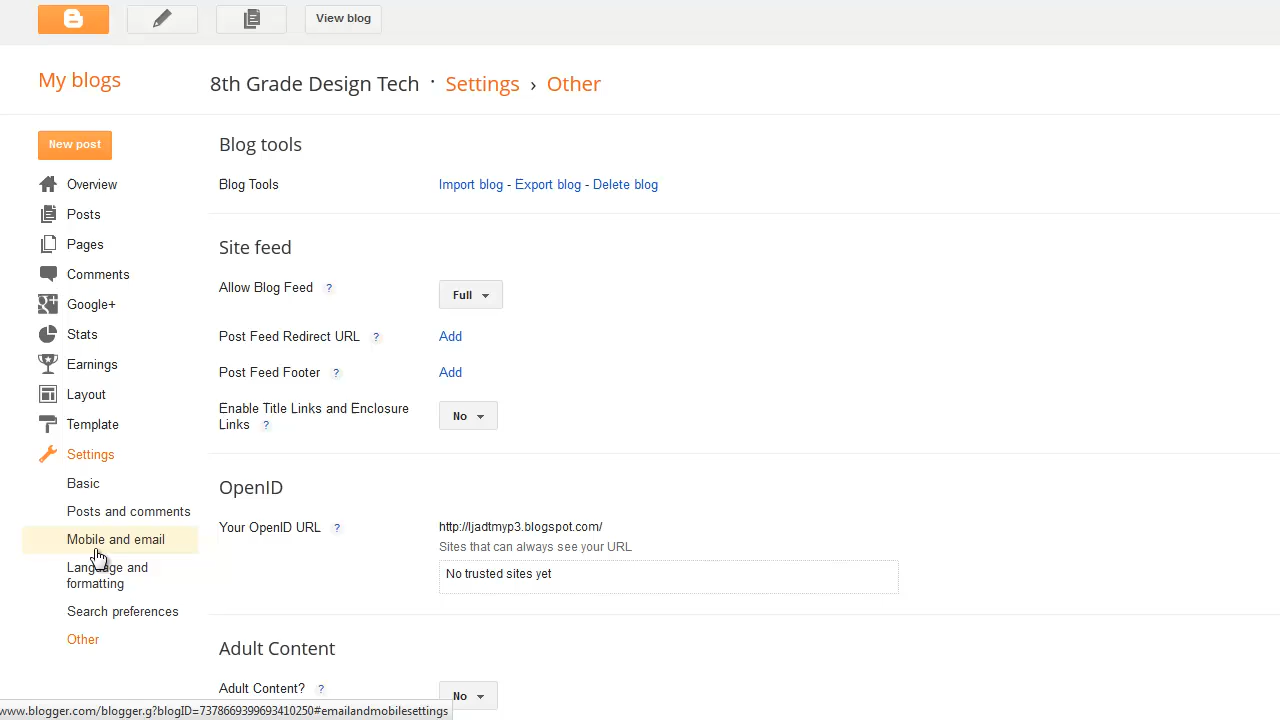 View blog
My blogs
8th Grade Design Tech · Settings › Other
New post
Overview
Posts
Pages
Comments
Google+
Stats
Earnings
Layout
Template
Settings
Basic
Posts and comments
Mobile and email
Language and
formatting
Search preferences
Other
Blog tools
Blog Tools
Import blog - Export blog - Delete blog
Site feed
Allow Blog Feed ?
Full
Post Feed Redirect URL ?
Add
Post Feed Footer ?
Add
Enable Title Links and Enclosure
Links ?
No
OpenID
Your OpenID URL ?
http://ljadtmyp3.blogspot.com/
Sites that can always see your URL
No trusted sites yet
Adult Content
Adult Content? ?
No
www.blogger.com/blogger.g?blogID=7378669399693410250#emailandmobilesettings